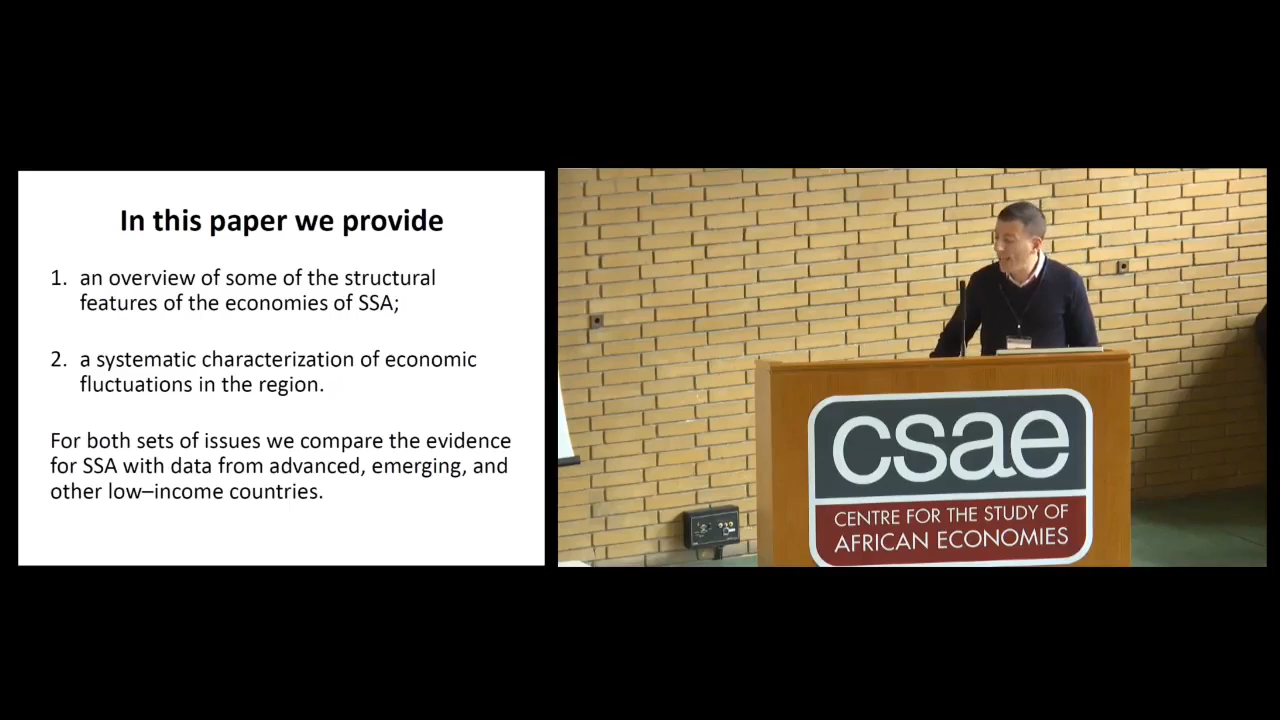 In this paper we provide
1. an overview of some of the structural
features of the economies of SSA;
2. a systematic characterization of economic
fluctuations in the region.
For both sets of issues we compare the evidence
for SSA with data from advanced, emerging, and
other low–income countries.
csae
CENTRE FOR THE STUDY OF
AFRICAN ECONOMIES